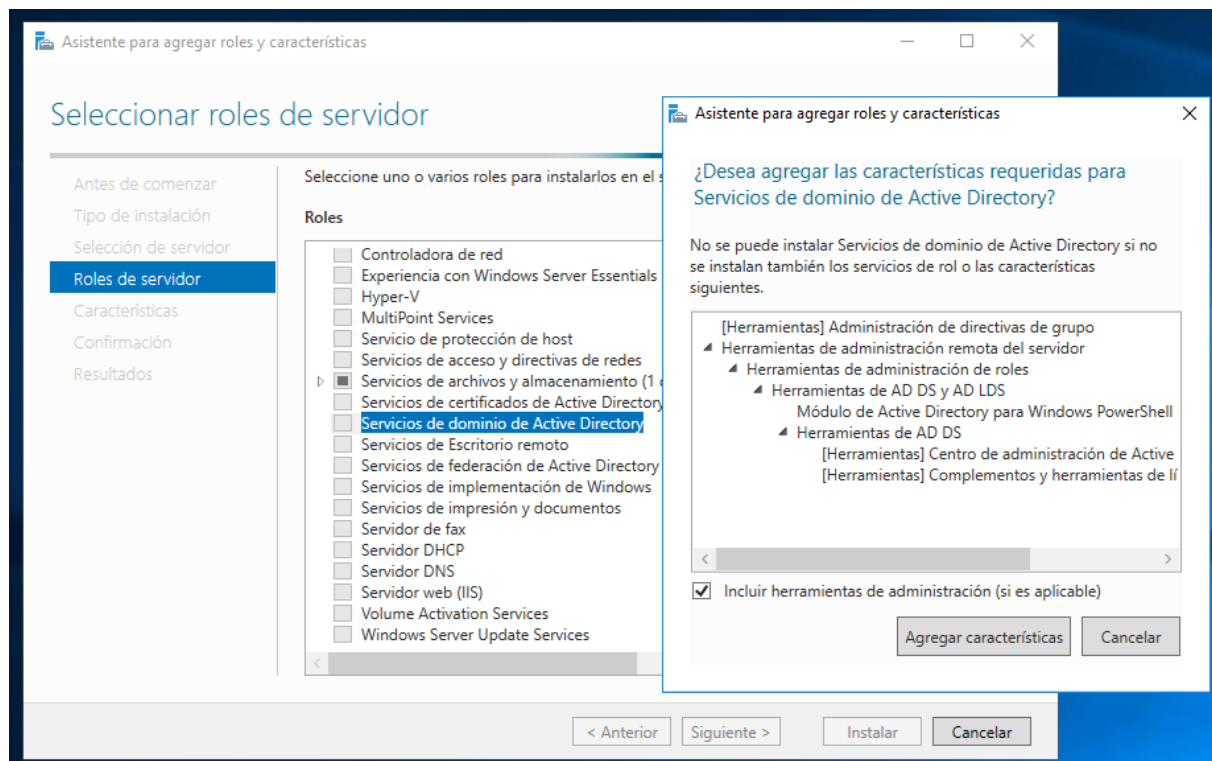 Asistente para agregar roles y características
Seleccionar roles de servidor
Antes de comenzar
Tipo de instalación
Selección de servidor
Roles de servidor
Características
Confirmación
Resultados
Seleccione uno o varios roles para instalarlos en el
Roles
Controladora de red
Experiencia con Windows Server Essentials
Hyper-V
MultiPoint Services
Servicio de protección de host
Servicios de acceso y directivas de redes
Servicios de archivos y almacenamiento (1
Servicios de certificados de Active Directory
Servicios de dominio de Active Directory
Servicios de Escritorio remoto
Servicios de federación de Active Directory
Servicios de implementación de Windows
Servicios de impresión y documentos
Servidor de fax
Servidor DHCP
Servidor DNS
Servidor web (IIS)
Volume Activation Services
Windows Server Update Services
< Anterior
Siguiente >
Instalar
Cancelar
Asistente para agregar roles y características
¿Desea agregar las características requeridas para
Servicios de dominio de Active Directory?
No se puede instalar Servicios de dominio de Active Directory si no
se instalan también los servicios de rol o las características
siguientes.
[Herramientas] Administración de directivas de grupo
Herramientas de administración remota del servidor
Herramientas de administración de roles
Herramientas de AD DS y AD LDS
Módulo de Active Directory para Windows PowerShell
Herramientas de AD DS
[Herramientas] Centro de administración de Active
[Herramientas] Complementos y herramientas de lí
Incluir herramientas de administración (si es aplicable)
Agregar características
Cancelar